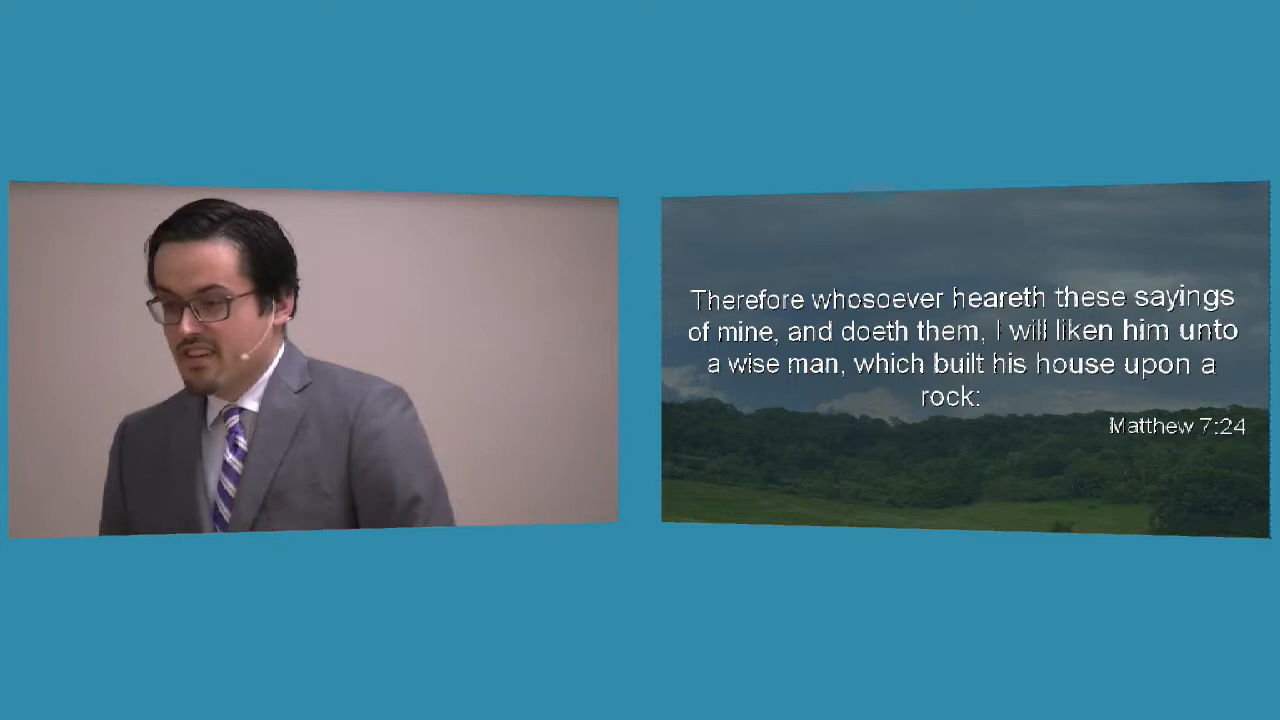 Therefore whosoever heareth these sayings
of mine, and doeth them, I will liken him unto
a wise man, which built his house upon a
rock:
Matthew 7:24